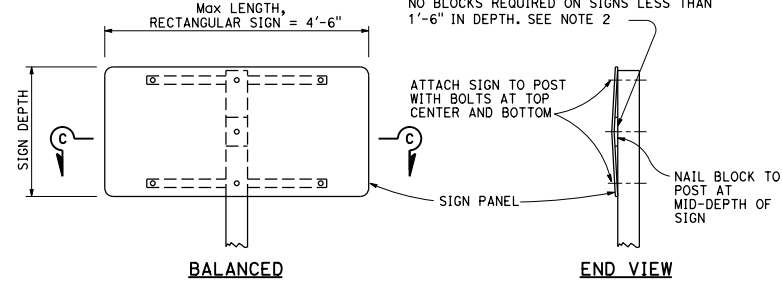 Max LENGTH,
RECTANGULAR SIGN = 4'-6"
NO BLOCKS REQUIRED ON SIGNS LESS THAN
1'-6" IN DEPTH. SEE NOTE 2
SIGN DEPTH
C
C
ATTACH SIGN TO POST
WITH BOLTS AT TOP
CENTER AND BOTTOM
SIGN PANEL
NAIL BLOCK TO
POST AT
MID-DEPTH OF
SIGN
BALANCED
END VIEW